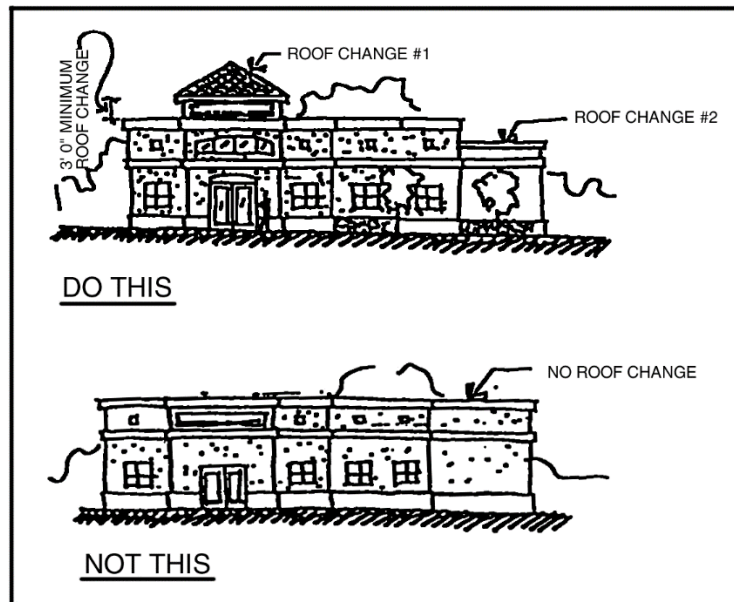 ROOF CHANGE #1
3' 0" MINIMUM
ROOF CHANGE
ROOF CHANGE #2
DO THIS
NO ROOF CHANGE
NOT THIS